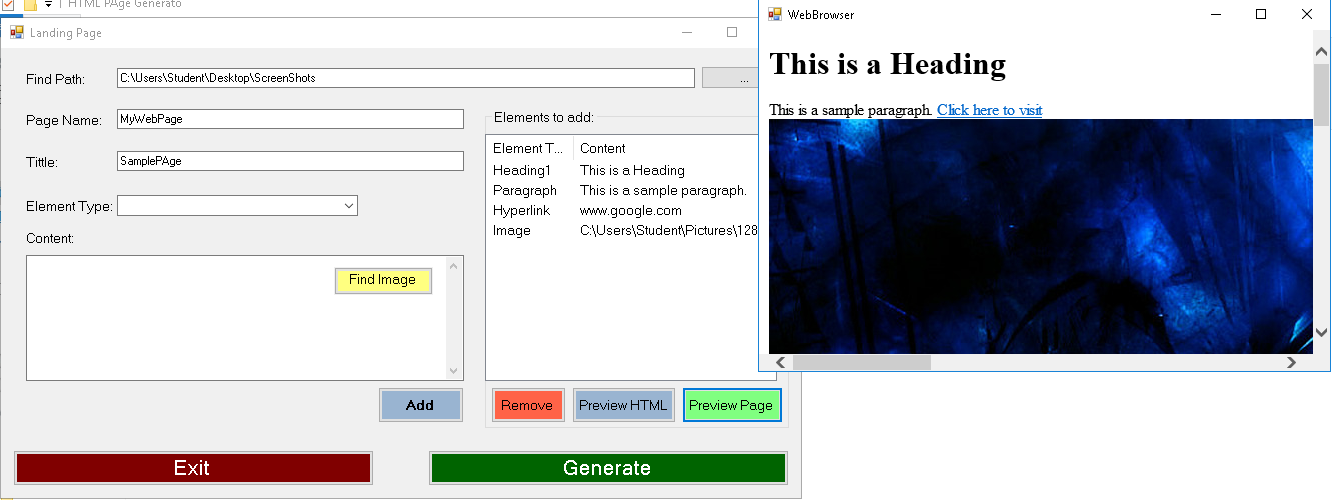 HTML PAge Generato
Landing Page
Find Path:
C:\Users\Student\Desktop\ScreenShots
...
Page Name:
MyWebPage
Tittle:
SamplePAge
Element Type:
Content:
Find Image
Add
Elements to add:
Element T... Content
Heading1 This is a Heading
Paragraph This is a sample paragraph.
Hyperlink www.google.com
Image C:\Users\Student\Pictures\128
Remove Preview HTML Preview Page
Exit Generate
WebBrowser
This is a Heading
This is a sample paragraph. Click here to visit